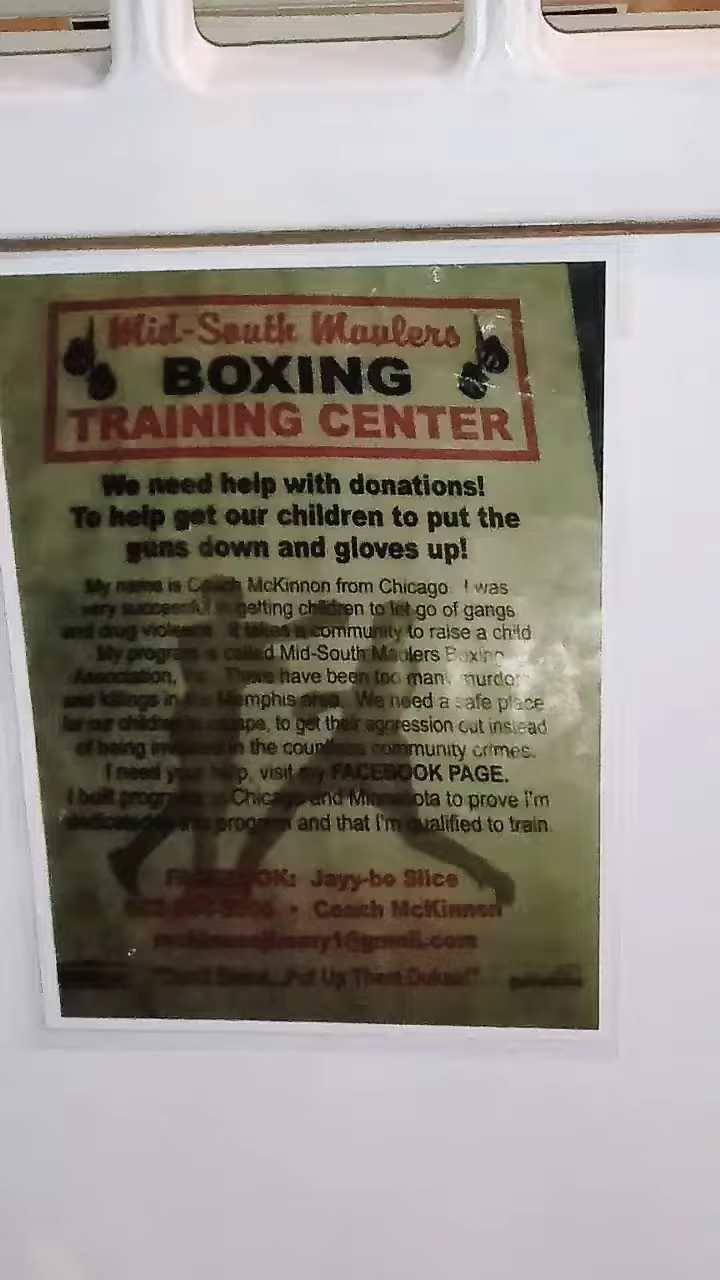 Mid-South Maulers
BOXING
TRAINING CENTER
We need help with donations!
To help get our children to put the
guns down and gloves up!
My name is Coach McKinnon from Chicago. I was
very successful in getting children to let go of gangs
and drug violence. It takes a community to raise a child.
My program is called Mid-South Maulers Boxing
Association, There have been too many murders
and killings in the Memphis area. We need a safe place
for our children to escape, to get their aggression out instead
of being involved in the countless community crimes.
I need your help, visit my FACEBOOK PAGE.
I built programs in Chicago and Minnesota to prove I'm
dedicated program and that I'm qualified to train.
FACEBOOK: Jayy-bo Slice
• Coach McKinnon
Put Up Them Dukes!"